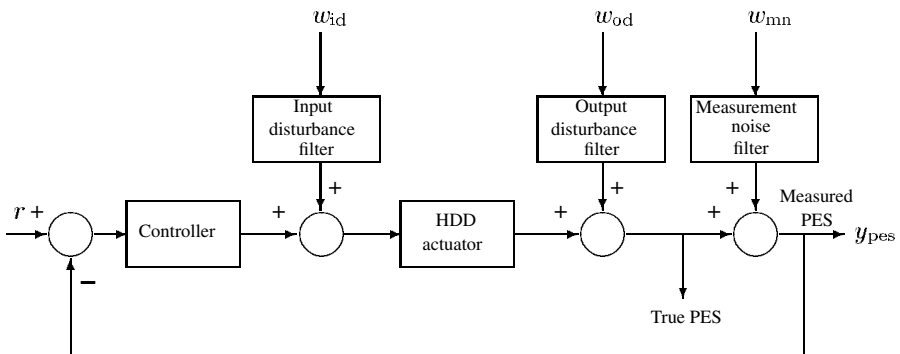 w_id
w_od
w_mn
Input
disturbance
filter
Output
disturbance
filter
Measurement
noise
filter
+
+
+
Measured
PES
r +
Controller
+
HDD
actuator
+
+
y_pes
−
True PES